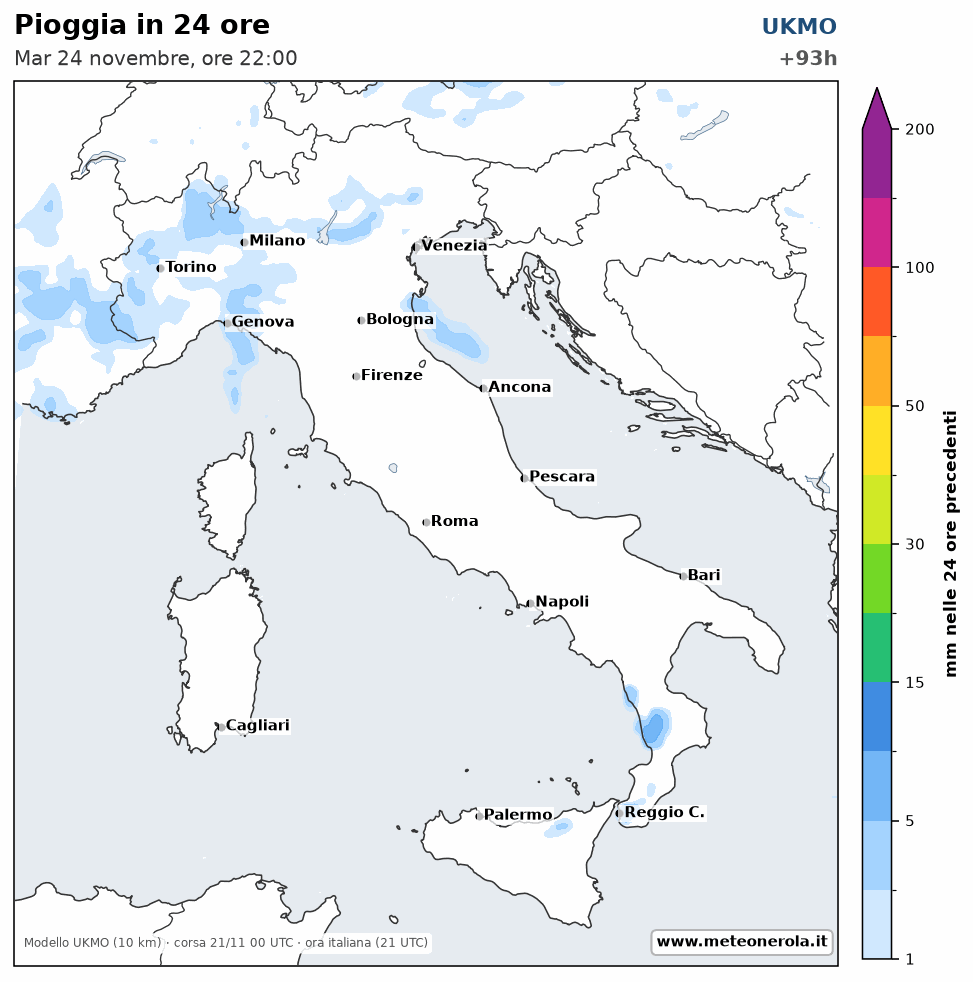 Pioggia in 24 ore
UKMO
Mar 24 novembre, ore 22:00
+93h
Milano
Venezia
Torino
Genova
Bologna
Firenze
Ancona
Pescara
Roma
Bari
Napoli
Cagliari
Palermo
Reggio C.
200
100
50
30
15
5
1
mm nelle 24 ore precedenti
Modello UKMO (10 km) · corsa 21/11 00 UTC · ora italiana (21 UTC)
www.meteonerola.it